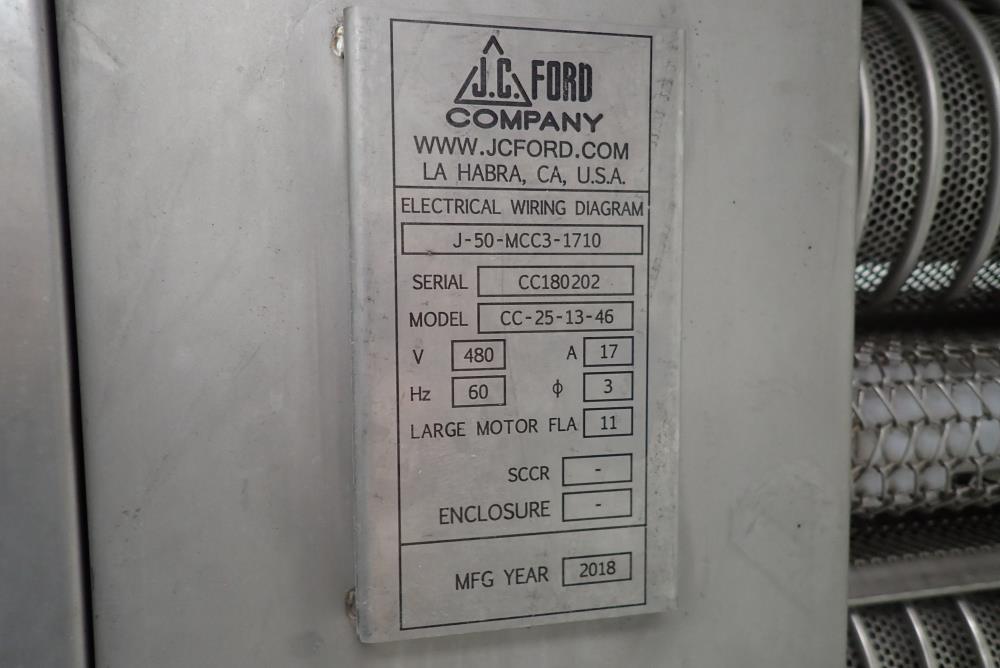 J.C. FORD
COMPANY
WWW.JCFORD.COM
LA HABRA, CA, U.S.A.
ELECTRICAL WIRING DIAGRAM
J-50-MCC3-1710
SERIAL CC180202
MODEL CC-25-13-46
V 480 A 17
Hz 60 ϕ 3
LARGE MOTOR FLA 11
SCCR -
ENCLOSURE -
MFG YEAR 2018